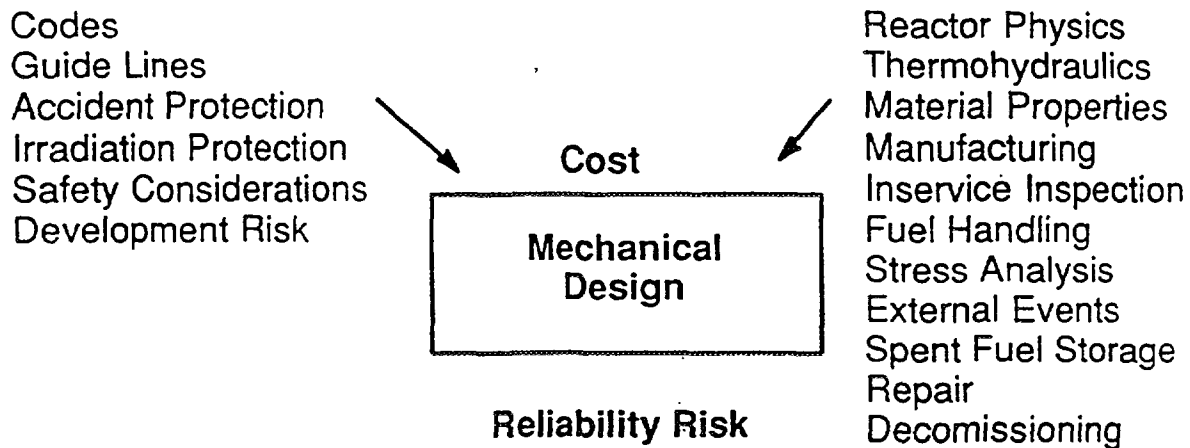 Codes
Guide Lines
Accident Protection
Irradiation Protection
Safety Considerations
Development Risk
Cost
Mechanical
Design
Reliability Risk
Reactor Physics
Thermohydraulics
Material Properties
Manufacturing
Inservice Inspection
Fuel Handling
Stress Analysis
External Events
Spent Fuel Storage
Repair
Decomissioning